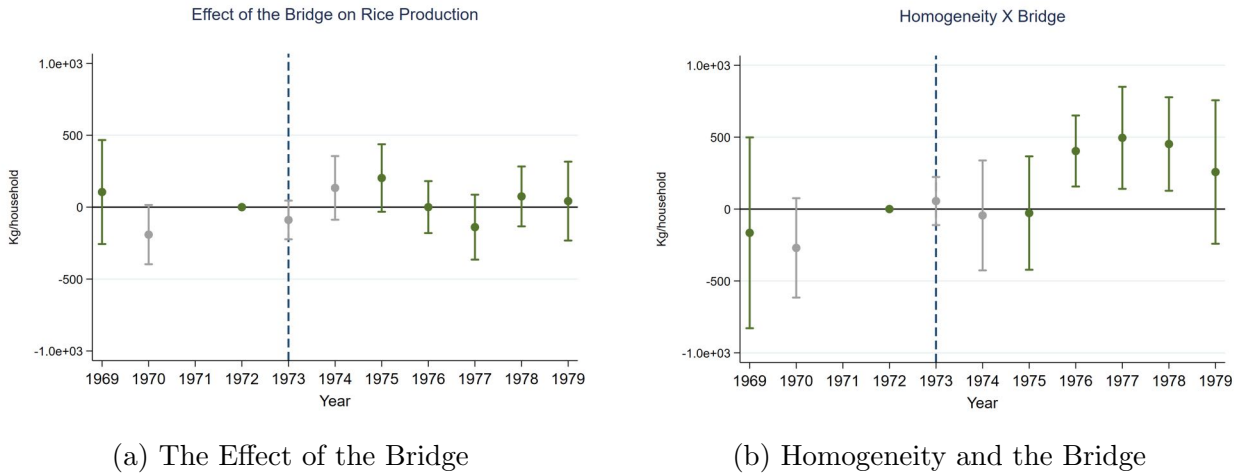 Effect of the Bridge on Rice Production
Kg/household
1.0e+03
500
0
-500
-1.0e+03
1969 1970 1971 1972 1973 1974 1975 1976 1977 1978 1979
Year
(a) The Effect of the Bridge
Homogeneity X Bridge
Kg/household
1.0e+03
500
0
-500
-1.0e+03
1969 1970 1971 1972 1973 1974 1975 1976 1977 1978 1979
Year
(b) Homogeneity and the Bridge